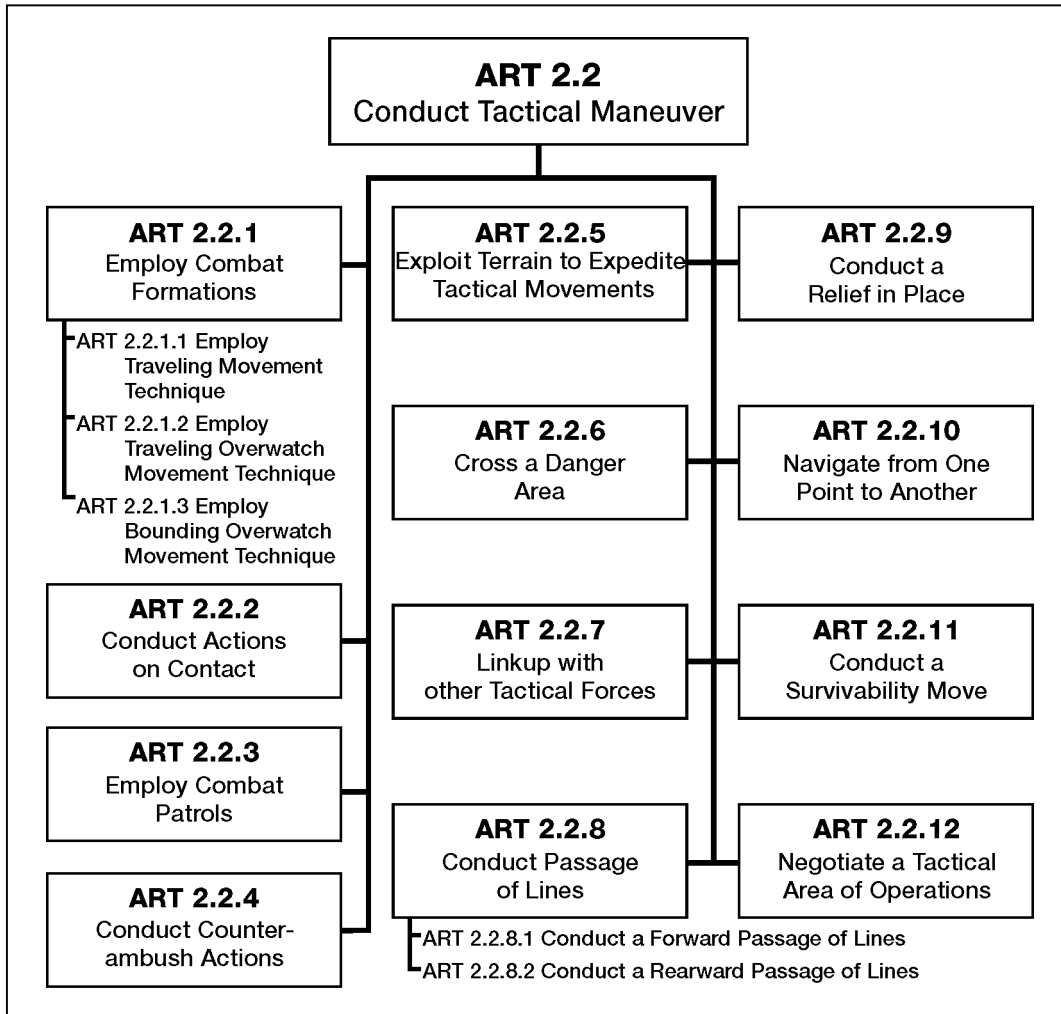 ART 2.2
Conduct Tactical Maneuver
ART 2.2.1
Employ Combat
Formations
ART 2.2.1.1 Employ
Traveling Movement
Technique
ART 2.2.1.2 Employ
Traveling Overwatch
Movement Technique
ART 2.2.1.3 Employ
Bounding Overwatch
Movement Technique
ART 2.2.2
Conduct Actions
on Contact
ART 2.2.3
Employ Combat
Patrols
ART 2.2.4
Conduct Counter-
ambush Actions
ART 2.2.5
Exploit Terrain to Expedite
Tactical Movements
ART 2.2.6
Cross a Danger
Area
ART 2.2.7
Linkup with
other Tactical Forces
ART 2.2.8
Conduct Passage
of Lines
ART 2.2.8.1 Conduct a Forward Passage of Lines
ART 2.2.8.2 Conduct a Rearward Passage of Lines
ART 2.2.9
Conduct a
Relief in Place
ART 2.2.10
Navigate from One
Point to Another
ART 2.2.11
Conduct a
Survivability Move
ART 2.2.12
Negotiate a Tactical
Area of Operations